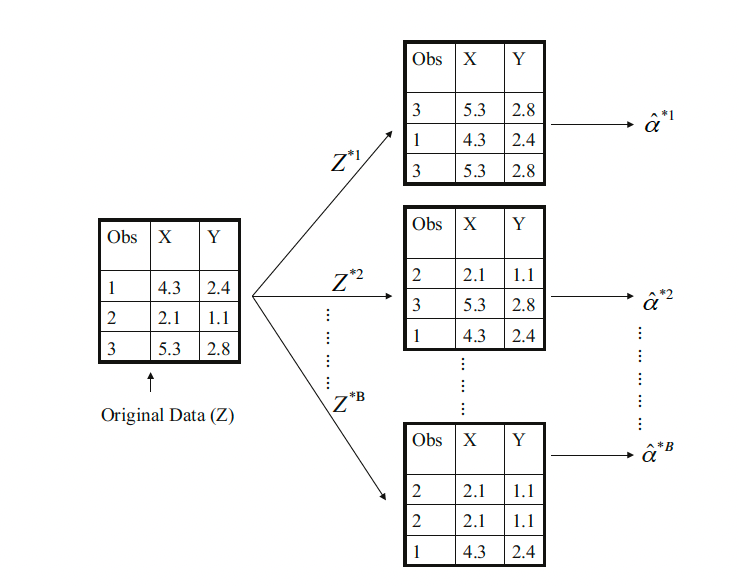 Obs X Y
3 5.3 2.8
1 4.3 2.4
3 5.3 2.8
α̂*1
Z*1
Obs X Y
1 4.3 2.4
2 2.1 1.1
3 5.3 2.8
Original Data (Z)
Z*2
Obs X Y
2 2.1 1.1
3 5.3 2.8
1 4.3 2.4
α̂*2
Z*B
Obs X Y
2 2.1 1.1
2 2.1 1.1
1 4.3 2.4
α̂*B